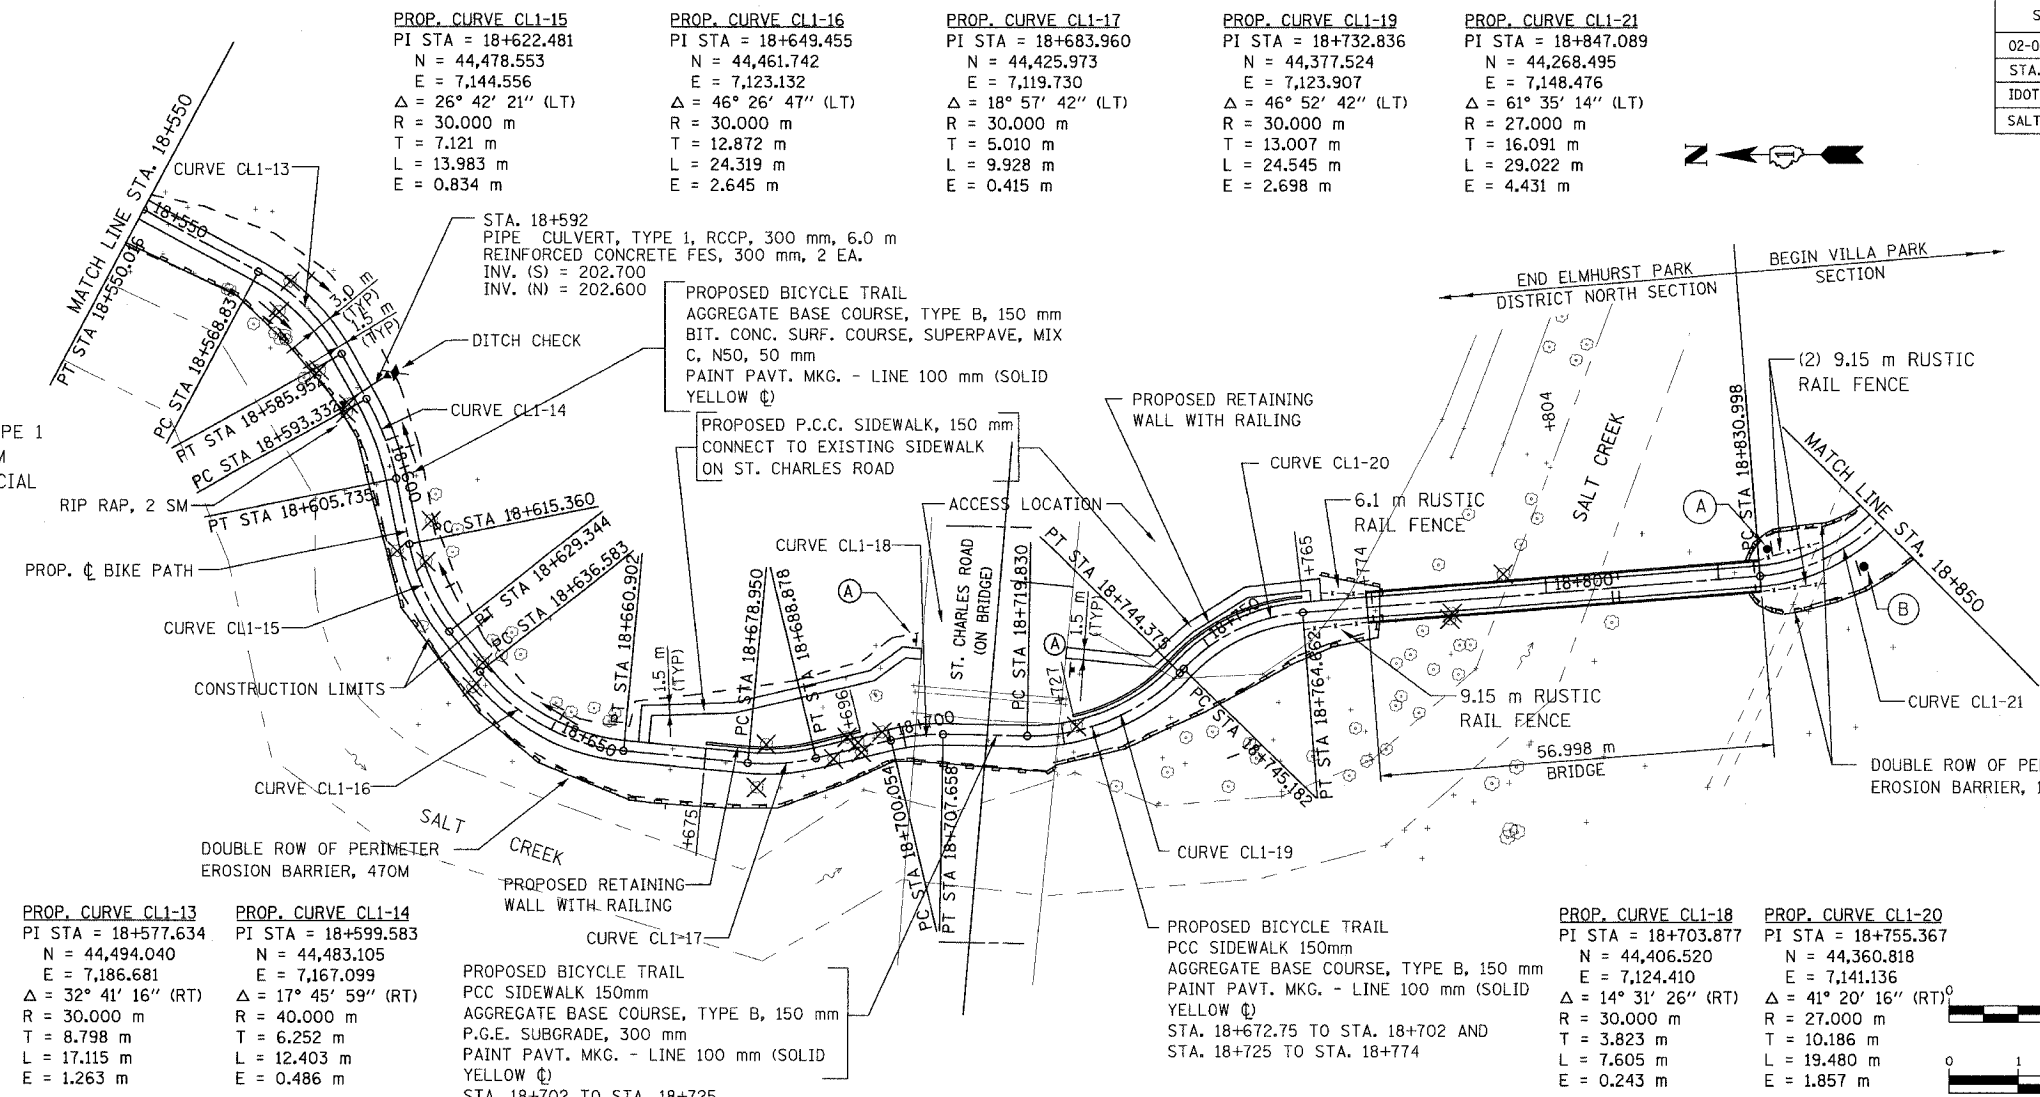 PROP. CURVE CL1-15
PI STA = 18+622.481
N = 44,478.553
E = 7,144.556
Δ = 26° 42' 21" (LT)
R = 30.000 m
T = 7.121 m
L = 13.983 m
E = 0.834 m
PROP. CURVE CL1-16
PI STA = 18+649.455
N = 44,461.742
E = 7,123.132
Δ = 46° 26' 47" (LT)
R = 30.000 m
T = 12.872 m
L = 24.319 m
E = 2.645 m
PROP. CURVE CL1-17
PI STA = 18+683.960
N = 44,425.973
E = 7,119.730
Δ = 18° 57' 42" (LT)
R = 30.000 m
T = 5.010 m
L = 9.928 m
E = 0.415 m
PROP. CURVE CL1-19
PI STA = 18+732.836
N = 44,377.524
E = 7,123.907
Δ = 46° 52' 42" (LT)
R = 30.000 m
T = 13.007 m
L = 24.545 m
E = 2.698 m
PROP. CURVE CL1-21
PI STA = 18+847.089
N = 44,268.495
E = 7,148.476
Δ = 61° 35' 14" (LT)
R = 27.000 m
T = 16.091 m
L = 29.022 m
E = 4.431 m
S
02-0
STA.
IDOT
SALT
N
MATCH LINE STA. 18+550
18+550
PT STA 18+550.016
CURVE CL1-13
PC STA 18+568.83
3.0 m
(TYP)
1.5 m
(TYP)
STA. 18+592
PIPE CULVERT, TYPE 1, RCCP, 300 mm, 6.0 m
REINFORCED CONCRETE FES, 300 mm, 2 EA.
INV. (S) = 202.700
INV. (N) = 202.600
DITCH CHECK
PROPOSED BICYCLE TRAIL
AGGREGATE BASE COURSE, TYPE B, 150 mm
BIT. CONC. SURF. COURSE, SUPERPAVE, MIX
C, N50, 50 mm
PAINT PAVT. MKG. - LINE 100 mm (SOLID
YELLOW ℄)
PROPOSED P.C.C. SIDEWALK, 150 mm
CONNECT TO EXISTING SIDEWALK
ON ST. CHARLES ROAD
PT STA 18+585.952
PC STA 18+593.332
CURVE CL1-14
18+600
PE 1
M
CIAL
RIP RAP, 2 SM
PT STA 18+605.735
PC STA 18+615.360
PROP. ℄ BIKE PATH
CURVE CL1-15
PT STA 18+629.344
PC STA 18+636.583
CONSTRUCTION LIMITS
CURVE CL1-16
18+650
PT STA 18+660.902
1.5 m
(TYP)
PC STA 18+678.950
PT STA 18+688.878
+675
+696
CURVE CL1-18
A
ACCESS LOCATION
ST. CHARLES ROAD
(ON BRIDGE)
18+700
PC STA 18+700.054
PT STA 18+707.658
PC STA 18+719.830
+727
A
1.5 m
(TYP)
PT STA 18+744.375
PC STA 18+745.182
18+750
PROPOSED RETAINING
WALL WITH RAILING
CURVE CL1-20
6.1 m RUSTIC
RAIL FENCE
+765
+774
PT STA 18+764.662
9.15 m RUSTIC
RAIL FENCE
END ELMHURST PARK
DISTRICT NORTH SECTION
BEGIN VILLA PARK
SECTION
+804
SALT CREEK
18+800
PC STA 18+830.998
(2) 9.15 m RUSTIC
RAIL FENCE
A
B
MATCH LINE STA. 18+850
CURVE CL1-21
56.998 m
BRIDGE
DOUBLE ROW OF PE
EROSION BARRIER, 1
CURVE CL1-19
SALT
CREEK
DOUBLE ROW OF PERIMETER
EROSION BARRIER, 470M
PROPOSED RETAINING
WALL WITH RAILING
CURVE CL1-17
PROP. CURVE CL1-13
PI STA = 18+577.634
N = 44,494.040
E = 7,186.681
Δ = 32° 41' 16" (RT)
R = 30.000 m
T = 8.798 m
L = 17.115 m
E = 1.263 m
PROP. CURVE CL1-14
PI STA = 18+599.583
N = 44,483.105
E = 7,167.099
Δ = 17° 45' 59" (RT)
R = 40.000 m
T = 6.252 m
L = 12.403 m
E = 0.486 m
PROPOSED BICYCLE TRAIL
PCC SIDEWALK 150mm
AGGREGATE BASE COURSE, TYPE B, 150 mm
P.G.E. SUBGRADE, 300 mm
PAINT PAVT. MKG. - LINE 100 mm (SOLID
YELLOW ℄)
STA. 18+702 TO STA. 18+725
PROPOSED BICYCLE TRAIL
PCC SIDEWALK 150mm
AGGREGATE BASE COURSE, TYPE B, 150 mm
PAINT PAVT. MKG. - LINE 100 mm (SOLID
YELLOW ℄)
STA. 18+672.75 TO STA. 18+702 AND
STA. 18+725 TO STA. 18+774
PROP. CURVE CL1-18
PI STA = 18+703.877
N = 44,406.520
E = 7,124.410
Δ = 14° 31' 26" (RT)
R = 30.000 m
T = 3.823 m
L = 7.605 m
E = 0.243 m
PROP. CURVE CL1-20
PI STA = 18+755.367
N = 44,360.818
E = 7,141.136
Δ = 41° 20' 16" (RT)
R = 27.000 m
T = 10.186 m
L = 19.480 m
E = 1.857 m
0
0 1